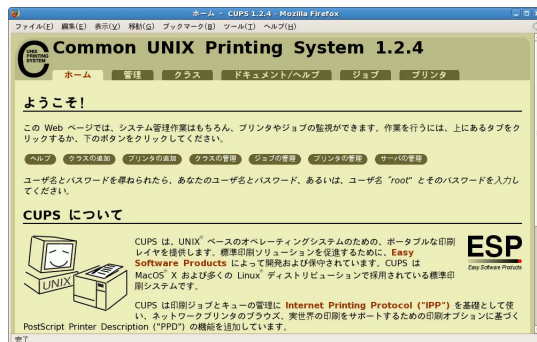 ホーム - CUPS 1.2.4 - Mozilla Firefox
ファイル(F) 編集(E) 表示(V) 移動(G) ブックマーク(B) ツール(T) ヘルプ(H)
UNIX
PRINTING
SYSTEM
Common UNIX Printing System 1.2.4
ホーム 管理 クラス ドキュメント/ヘルプ ジョブ プリンタ
ようこそ!
この Web ページでは、システム管理作業はもちろん、プリンタやジョブの監視ができます。作業を行うには、上にあるタブをク
リックするか、下のボタンをクリックしてください。
ヘルプ クラスの追加 プリンタの追加 クラスの管理 ジョブの管理 プリンタの管理 サーバの管理
ユーザ名とパスワードを尋ねられたら、あなたのユーザ名とパスワード、あるいは、ユーザ名 "root" とそのパスワードを入力し
てください。
CUPS について
UNIX
CUPS は、UNIX® ベースのオペレーティングシステムのための、ポータブルな印刷
レイヤを提供します。標準印刷ソリューションを促進するために、Easy
Software Products によって開発および保守されています。CUPS は
MacOS® X および多くの Linux® ディストリビューションで採用されている標準印
刷システムです。
ESP
Easy Software Products
CUPS は印刷ジョブとキューの管理に Internet Printing Protocol ("IPP") を基礎として使
い、ネットワークプリンタのブラウズ、実世界の印刷をサポートするための印刷オプションに基づく
PostScript Printer Description ("PPD") の機能を追加しています。
完了